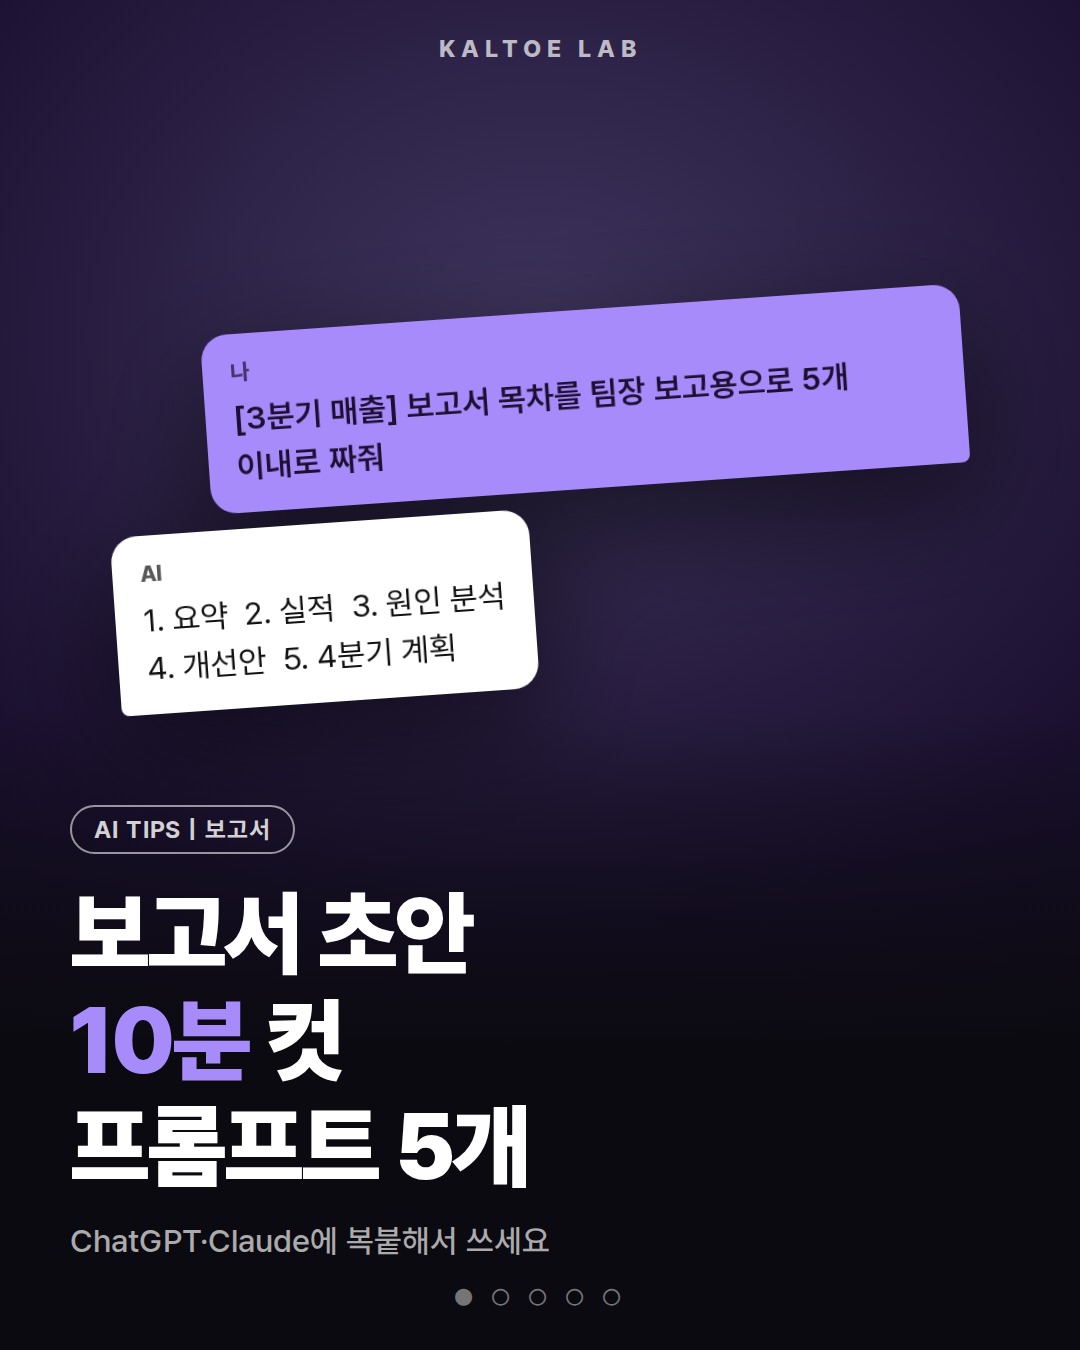 KALTOE LAB
나
[3분기 매출] 보고서 목차를 팀장 보고용으로 5개
이내로 짜줘
AI
1. 요약 2. 실적 3. 원인 분석
4. 개선안 5. 4분기 계획
AI TIPS | 보고서
보고서 초안
10분 컷
프롬프트 5개
ChatGPT·Claude에 복붙해서 쓰세요